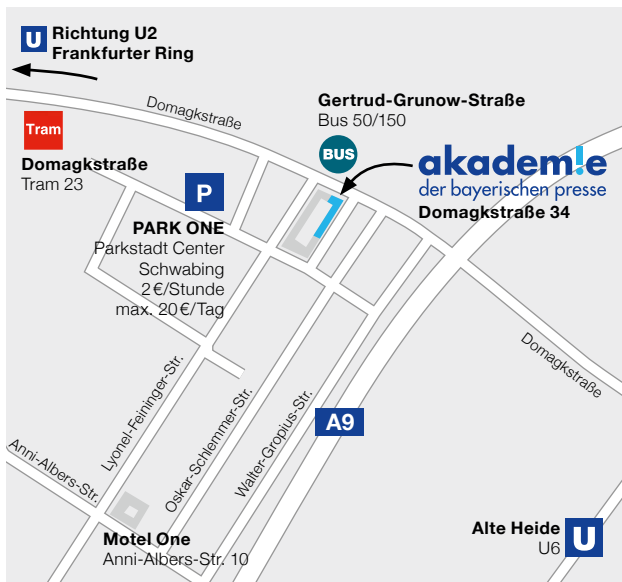 U Richtung U2
Frankfurter Ring
Domagkstraße
Gertrud-Grunow-Straße
Bus 50/150
BUS
Tram
Domagkstraße
Tram 23
akadem!e
der bayerischen presse
Domagkstraße 34
P
PARK ONE
Parkstadt Center
Schwabing
2 €/Stunde
max. 20 €/Tag
Domagkstraße
Lyonel-Feininger-Str.
Oskar-Schlemmer-Str.
Walter-Gropius-Str.
A9
Anni-Albers-Str.
Motel One
Anni-Albers-Str. 10
Alte Heide
U6
U